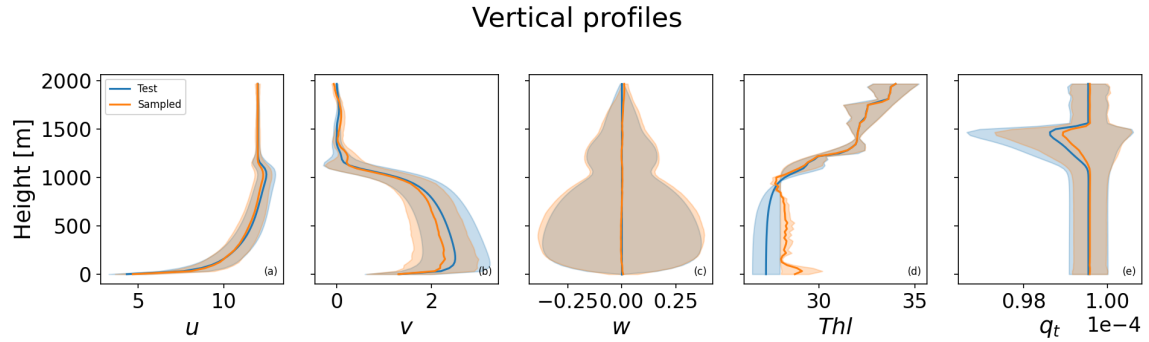 Vertical profiles
Height [m]
2000
1500
1000
500
0
Test
Sampled
(a)
(b)
(c)
(d)
(e)
5 10
0 2
−0.25 0.00 0.25
30 35
0.98 1.00
1e−4
u
v
w
Thl
qt